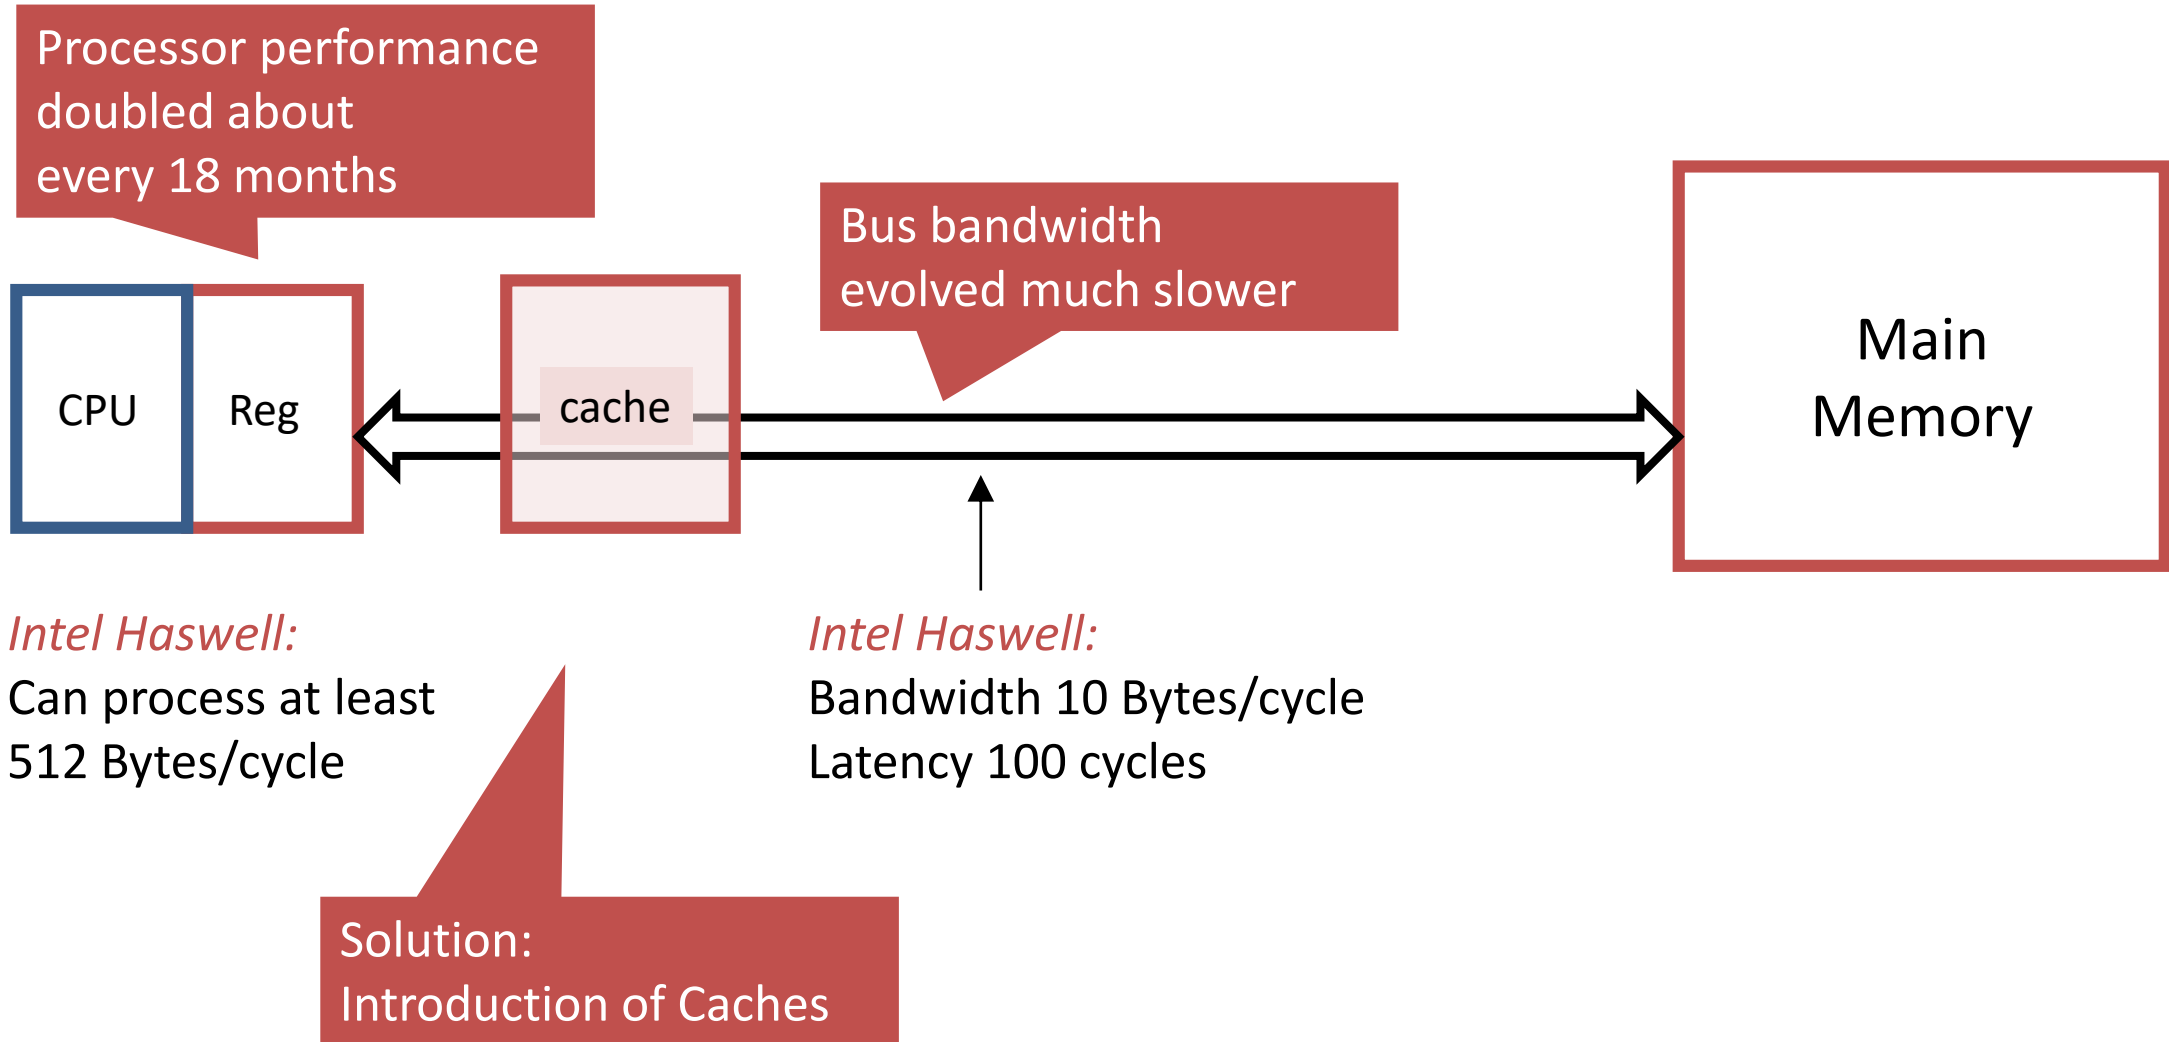 Processor performance
doubled about
every 18 months
Bus bandwidth
evolved much slower
CPU
Reg
cache
Main
Memory
Intel Haswell:
Can process at least
512 Bytes/cycle
Intel Haswell:
Bandwidth 10 Bytes/cycle
Latency 100 cycles
Solution:
Introduction of Caches